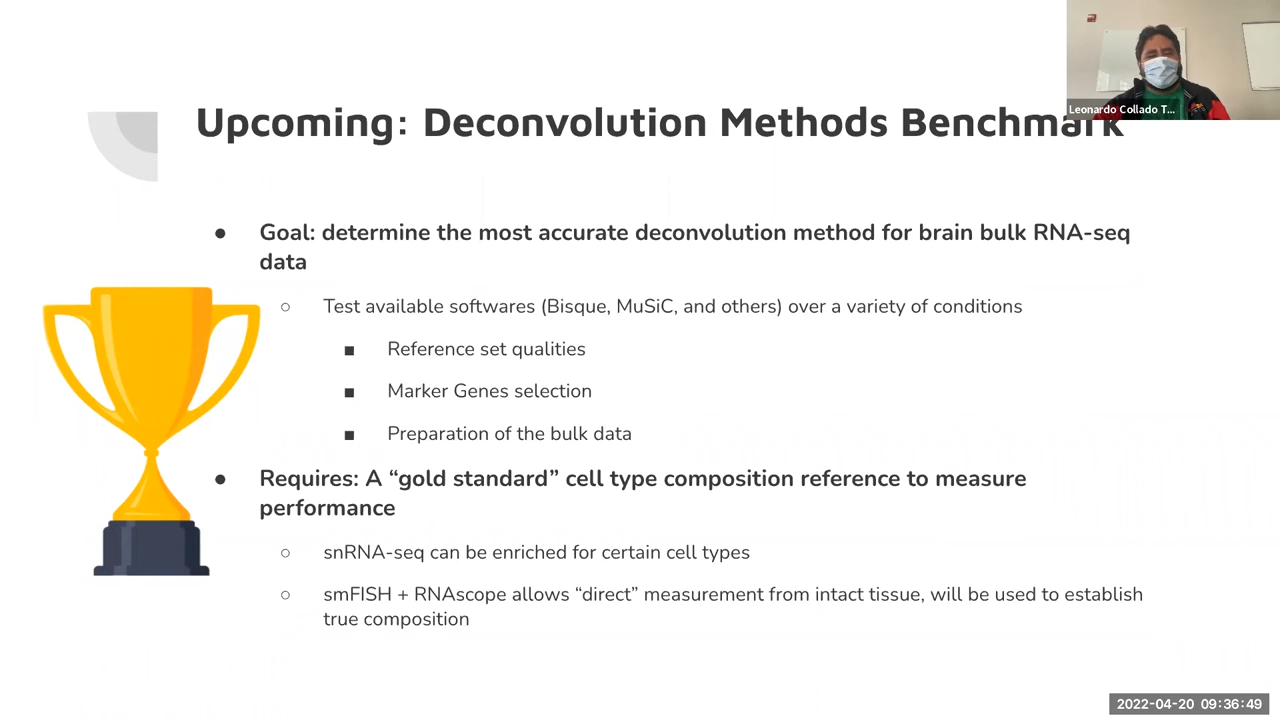 Leonardo Collado T...
Upcoming: Deconvolution Methods Benchmark
● Goal: determine the most accurate deconvolution method for brain bulk RNA-seq
data
○ Test available softwares (Bisque, MuSiC, and others) over a variety of conditions
■ Reference set qualities
■ Marker Genes selection
■ Preparation of the bulk data
● Requires: A “gold standard” cell type composition reference to measure
performance
○ snRNA-seq can be enriched for certain cell types
○ smFISH + RNAscope allows “direct” measurement from intact tissue, will be used to establish
true composition
2022-04-20 09:36:49